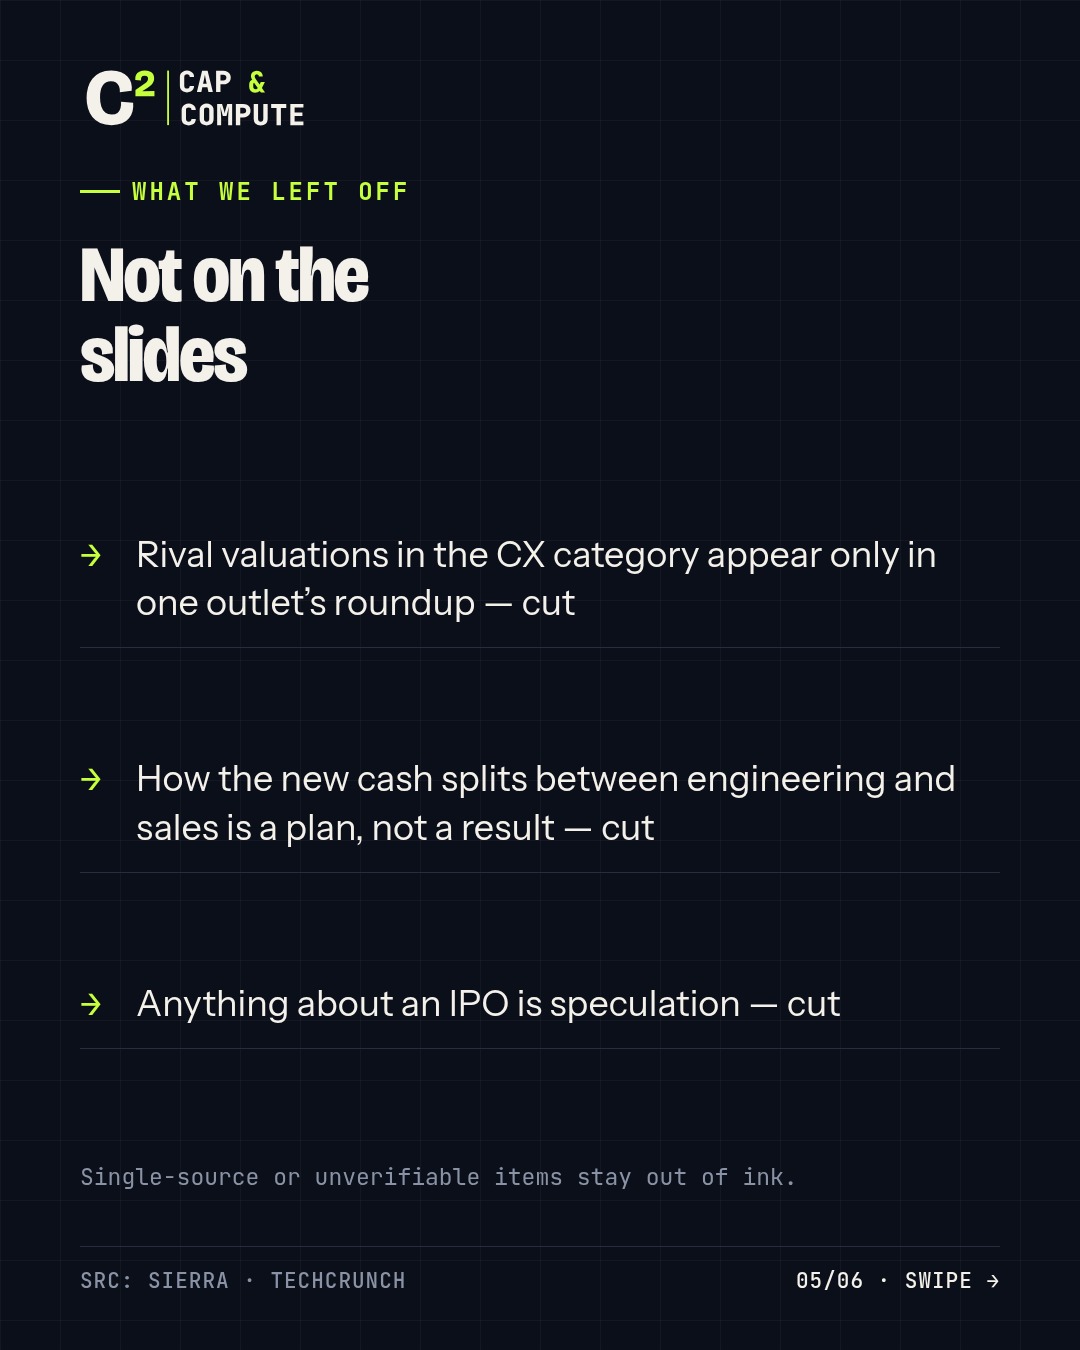 C² CAP &
COMPUTE
WHAT WE LEFT OFF
Not on the
slides
→ Rival valuations in the CX category appear only in
one outlet’s roundup — cut
→ How the new cash splits between engineering and
sales is a plan, not a result — cut
→ Anything about an IPO is speculation — cut
Single-source or unverifiable items stay out of ink.
SRC: SIERRA · TECHCRUNCH
05/06 · SWIPE →